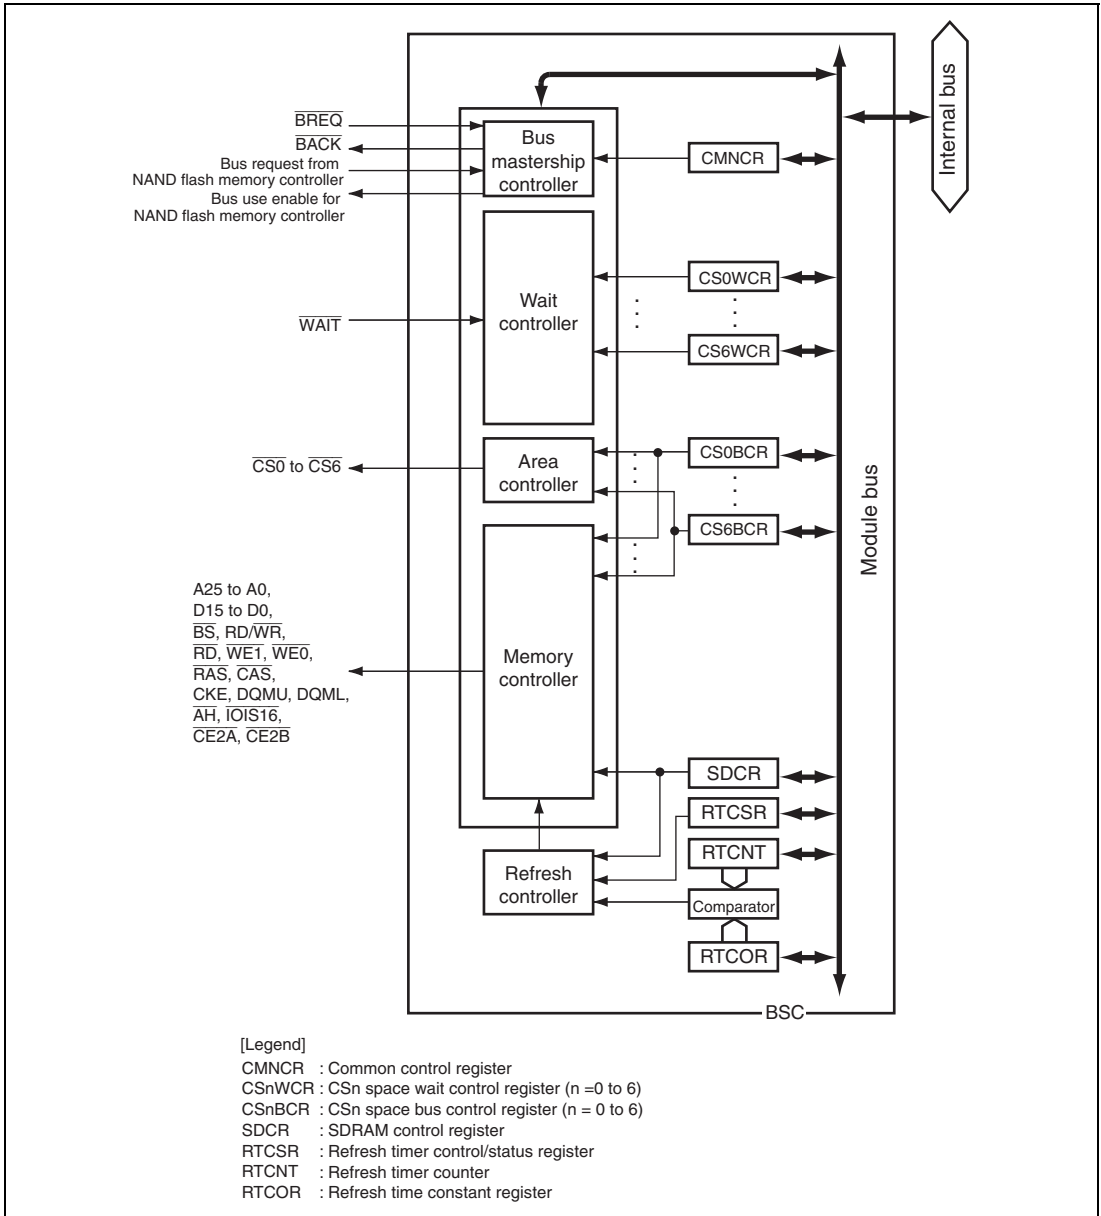 BREQ
BACK
Bus request from
NAND flash memory controller
Bus use enable for
NAND flash memory controller
Bus
mastership
controller
CMNCR
Internal bus
WAIT
Wait
controller
CS0WCR
CS6WCR
CS0 to CS6
Area
controller
CS0BCR
CS6BCR
Module bus
A25 to A0,
D15 to D0,
BS, RD/WR,
RD, WE1, WE0,
RAS, CAS,
CKE, DQMU, DQML,
AH, IOIS16,
CE2A, CE2B
Memory
controller
SDCR
RTCSR
RTCNT
Comparator
RTCOR
Refresh
controller
BSC
[Legend]
CMNCR : Common control register
CSnWCR : CSn space wait control register (n =0 to 6)
CSnBCR : CSn space bus control register (n = 0 to 6)
SDCR : SDRAM control register
RTCSR : Refresh timer control/status register
RTCNT : Refresh timer counter
RTCOR : Refresh time constant register